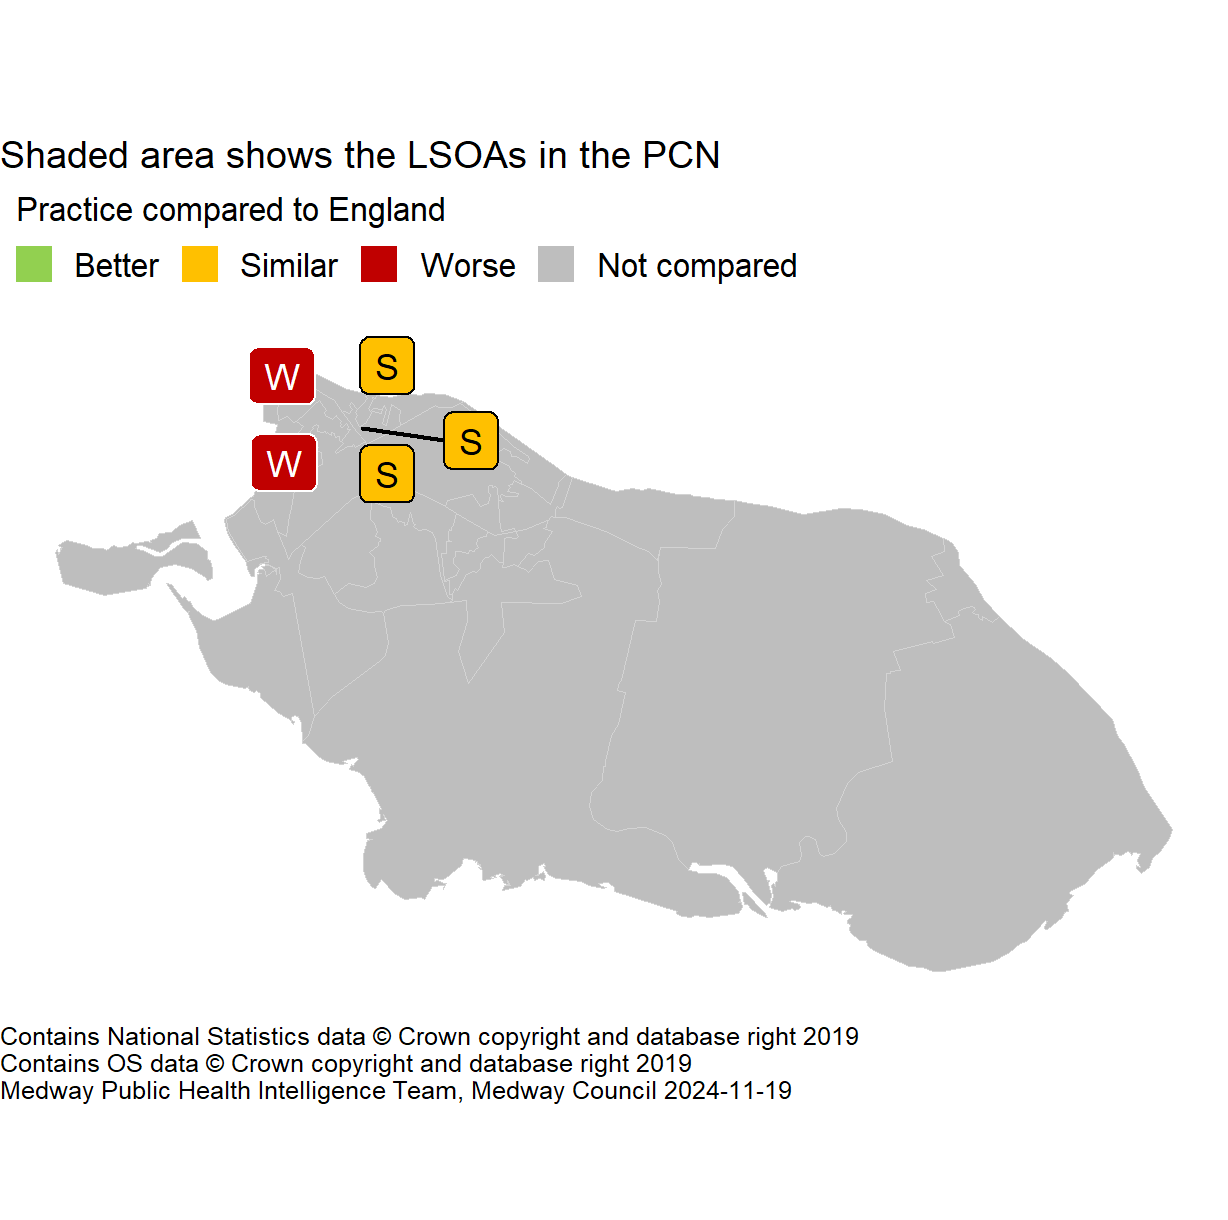 Shaded area shows the LSOAs in the PCN
Practice compared to England
Better Similar Worse Not compared
W S
S
W S
Contains National Statistics data © Crown copyright and database right 2019
Contains OS data © Crown copyright and database right 2019
Medway Public Health Intelligence Team, Medway Council 2024-11-19